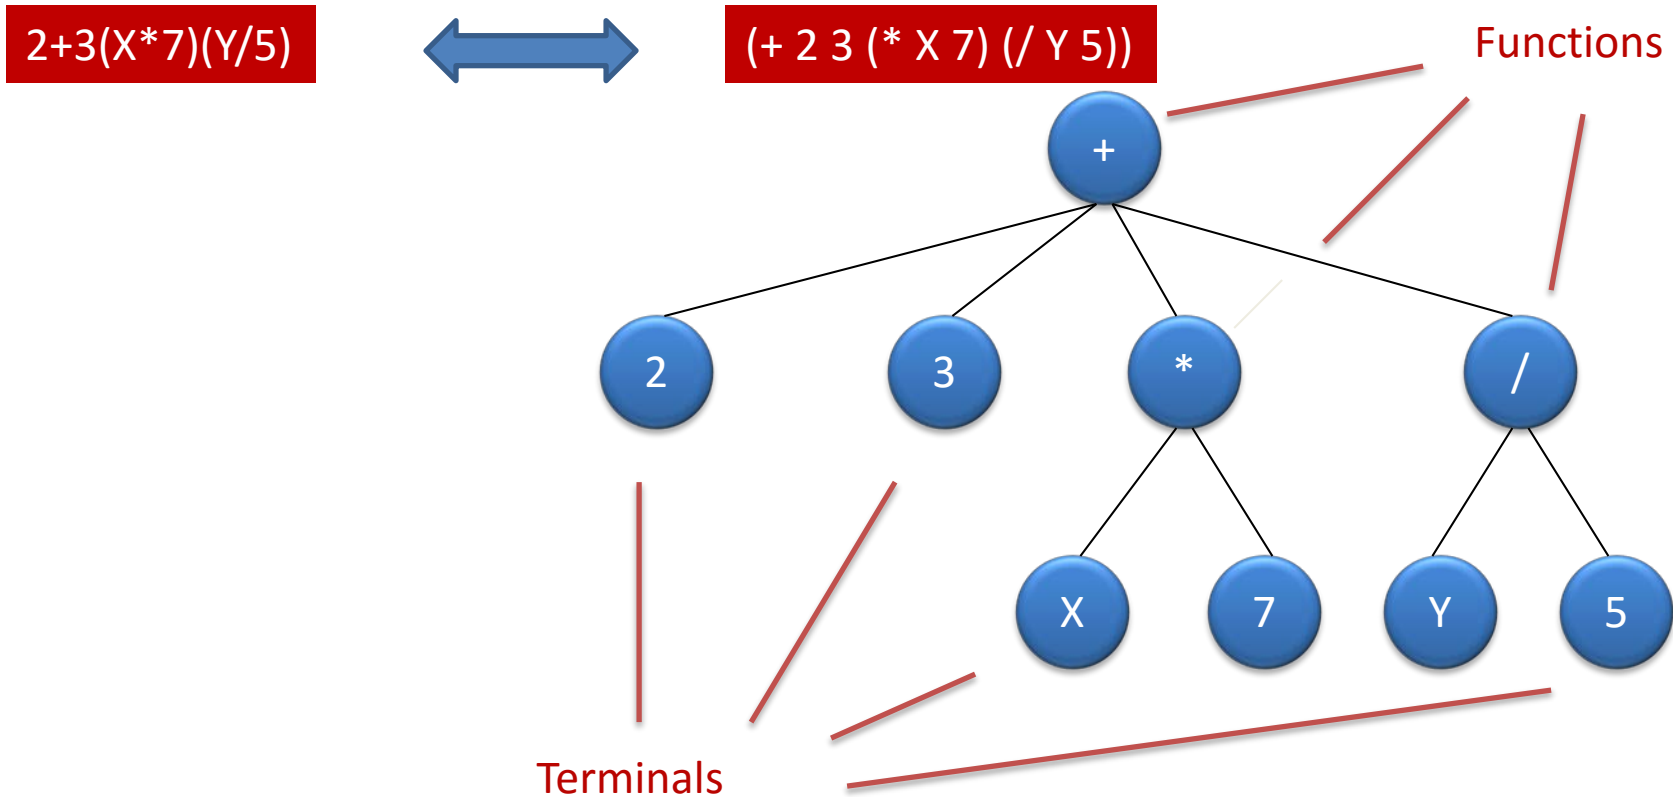 2+3(X*7)(Y/5)
(+ 2 3 (* X 7) (/ Y 5))
Functions
+
2
3
*
/
X
7
Y
5
Terminals